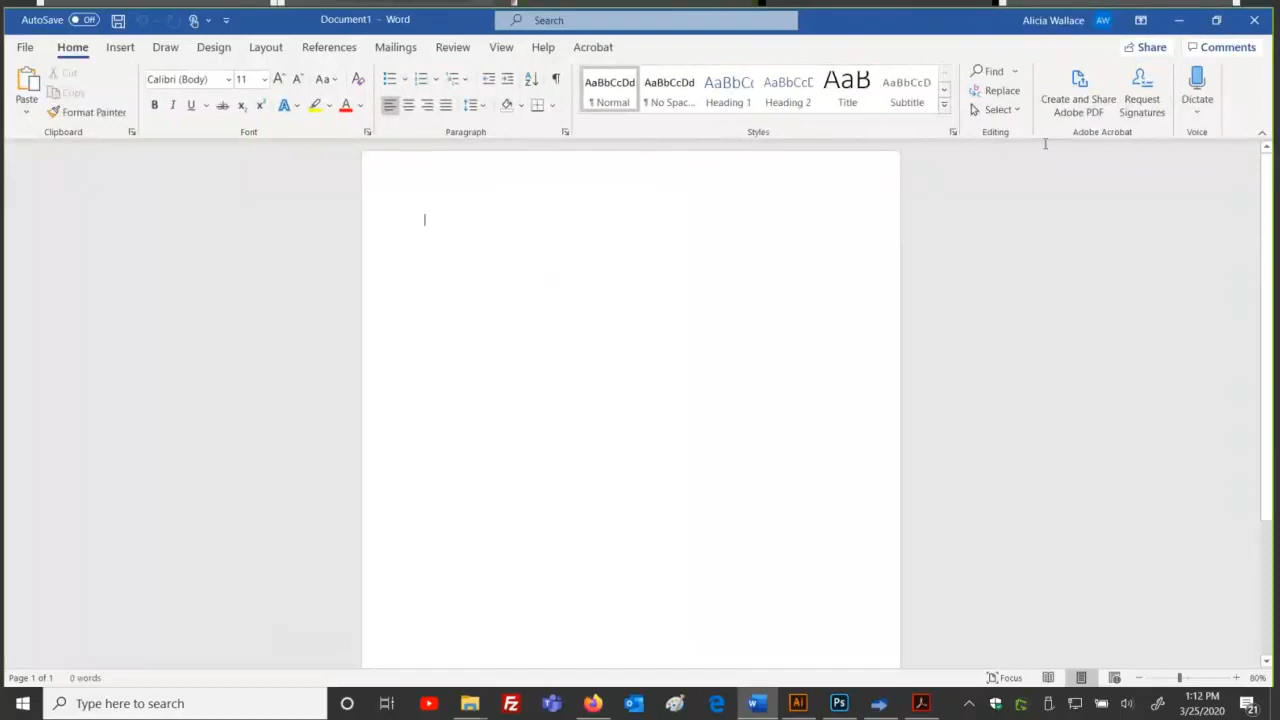 AutoSave Off Document1 - Word Search Alicia Wallace AW
File Home Insert Draw Design Layout References Mailings Review View Help Acrobat Share Comments
Paste Cut Copy Format Painter
Calibri (Body) 11 Aa
AaBbCcDd AaBbCcDd AaBbCc AaBbCcD AaB AaBbCcD
¶ Normal ¶ No Spac... Heading 1 Heading 2 Title Subtitle
Find
Replace
Select
Create and Share
Adobe PDF
Request
Signatures
Dictate
Clipboard Font Paragraph Styles Editing Adobe Acrobat Voice
Page 1 of 1 0 words Focus 80%
Type here to search
1:12 PM
3/25/2020
21